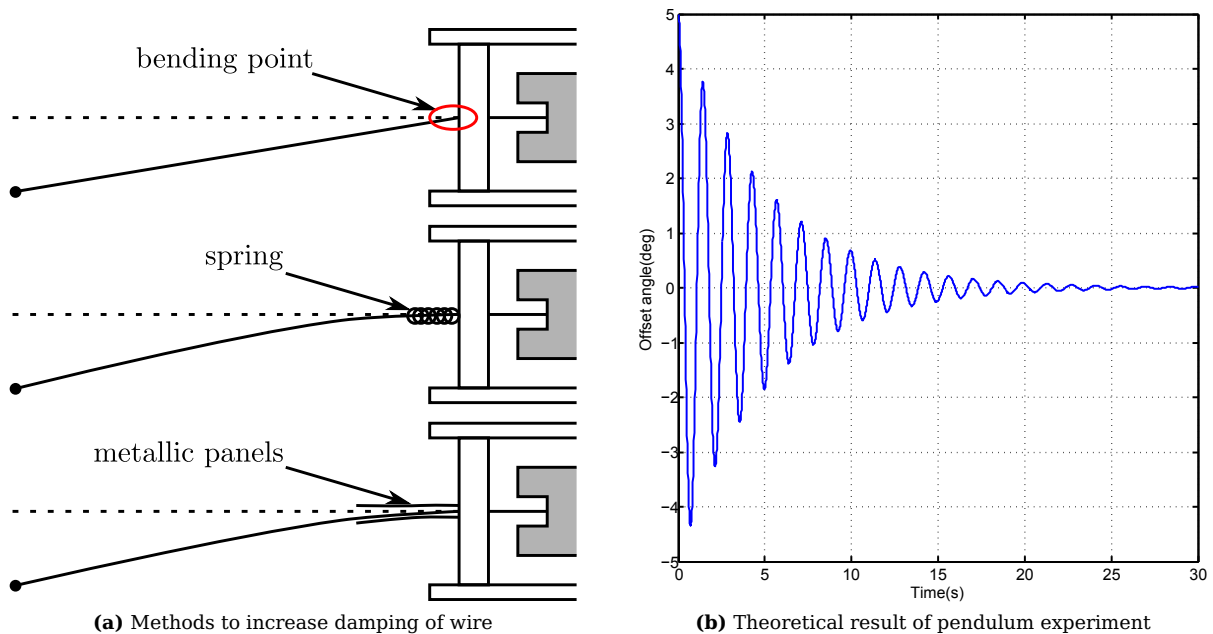 bending point
spring
metallic panels
(a) Methods to increase damping of wire
5
4
3
2
1
0
−1
−2
−3
−4
−5
Offset angle(deg)
0
5
10
15
20
25
30
Time(s)
(b) Theoretical result of pendulum experiment